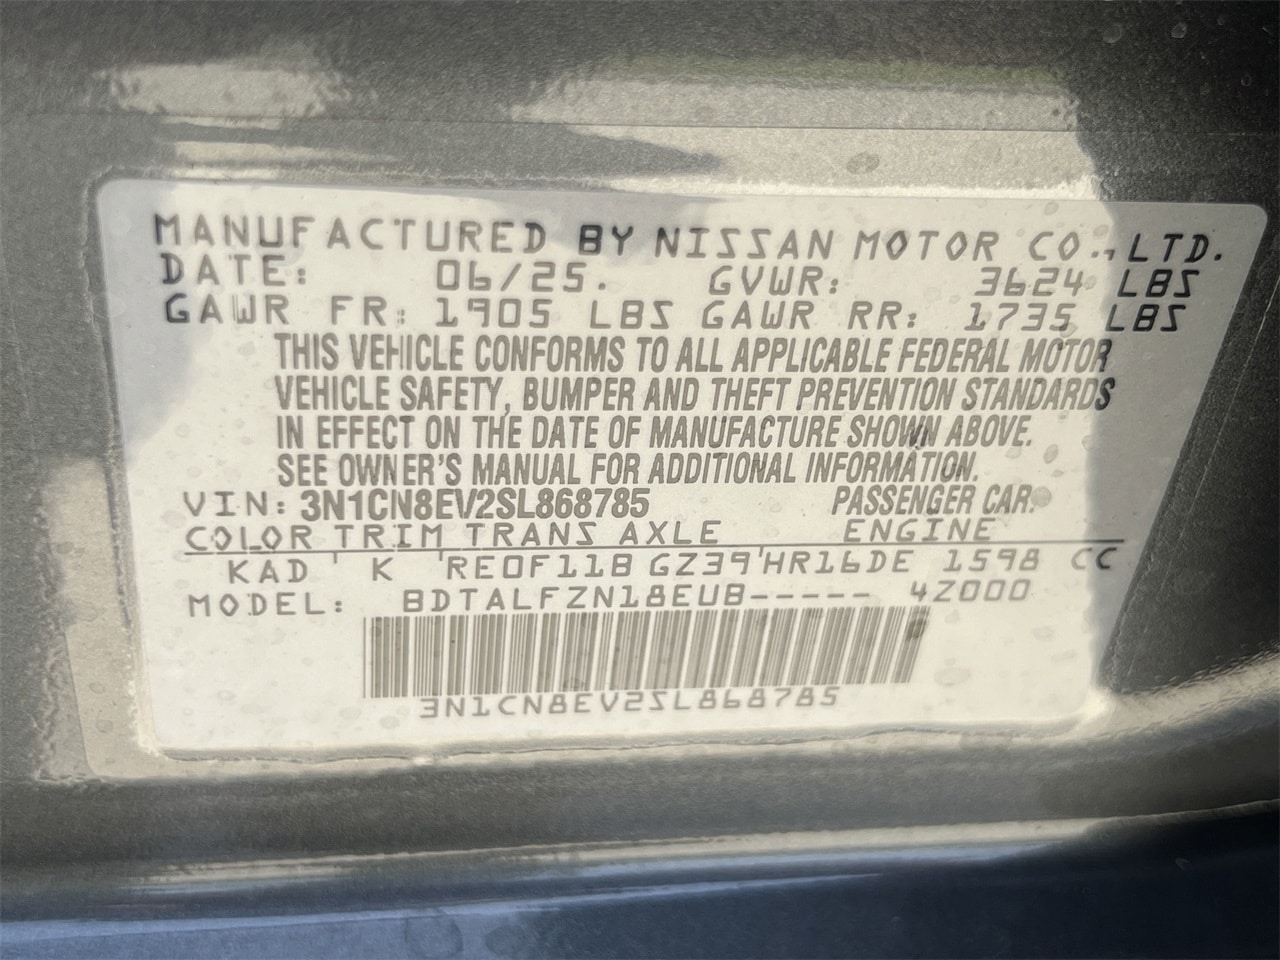 MANUFACTURED BY NISSAN MOTOR CO., LTD.
DATE: 06/25. GVWR: 3624 LBS
GAWR FR: 1905 LBS GAWR RR: 1735 LBS
THIS VEHICLE CONFORMS TO ALL APPLICABLE FEDERAL MOTOR
VEHICLE SAFETY, BUMPER AND THEFT PREVENTION STANDARDS
IN EFFECT ON THE DATE OF MANUFACTURE SHOWN ABOVE.
SEE OWNER'S MANUAL FOR ADDITIONAL INFORMATION.
VIN: 3N1CN8EV2SL868785 PASSENGER CAR.
COLOR TRIM TRANS AXLE ENGINE
KAD ' K 'RE0F11B GZ39'HR16DE 1598 CC
MODEL: BDTALFZN18EUB----- 4Z000
3N1CN8EV2SL868785